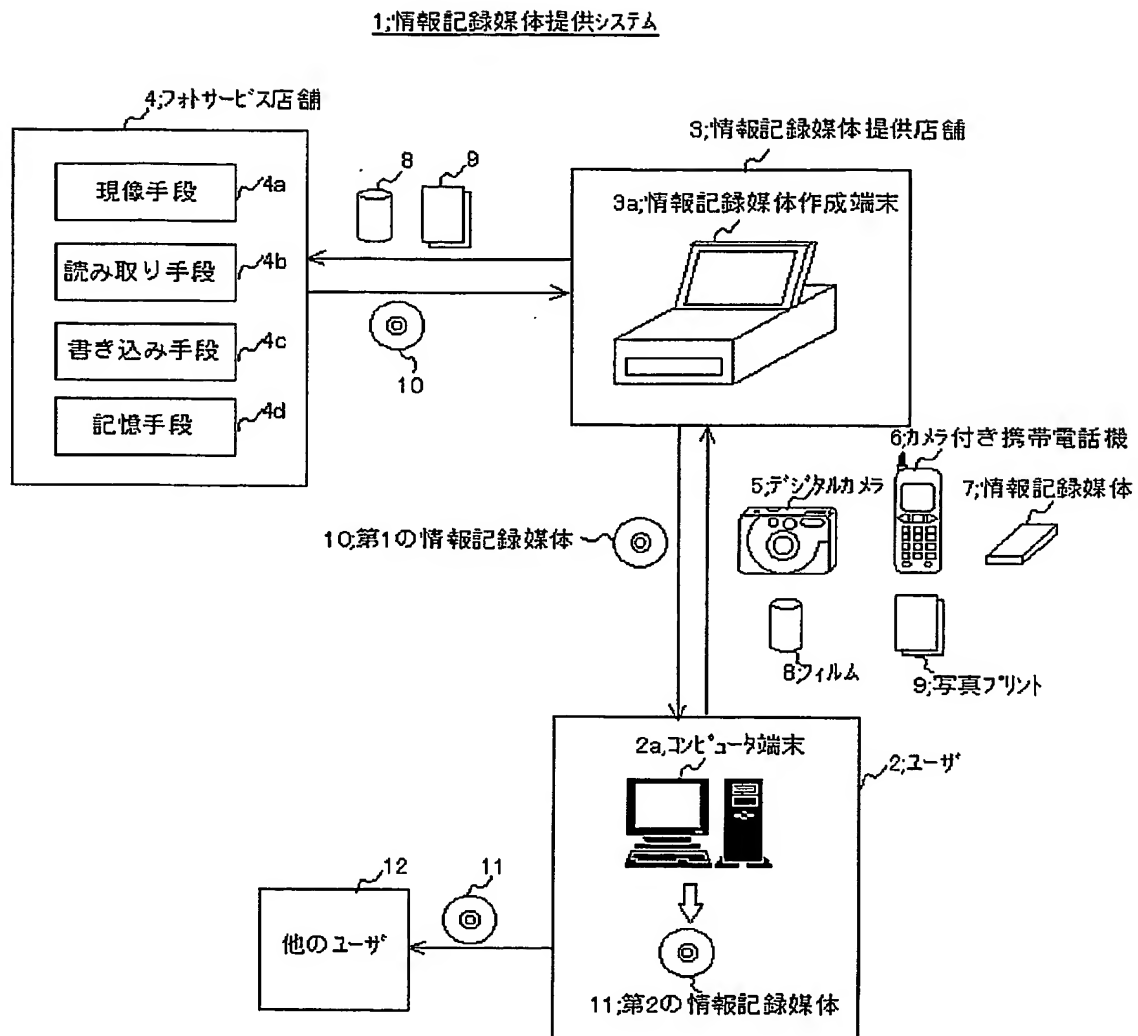 1;情報記録媒体提供システム
4;フォトサービス店舗
現像手段
4a
読み取り手段
4b
書き込み手段
4c
記憶手段
4d
8
9
10
3;情報記録媒体提供店舗
3a;情報記録媒体作成端末
6;カメラ付き携帯電話機
5;デジタルカメラ
7;情報記録媒体
10;第1の情報記録媒体
8;フィルム
9;写真プリント
2a,コンピュータ端末
2;ユーザ
12
11
他のユーザ
11;第2の情報記録媒体